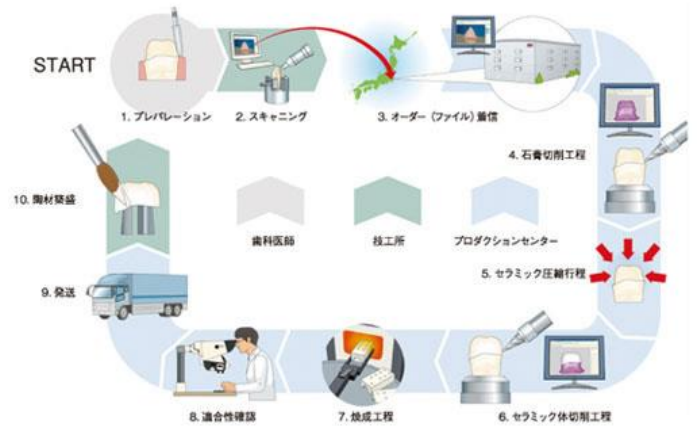 START
1. プレパレーション
2. スキャニング
3. オーダー（ファイル）着信
4. 石膏切削工程
5. セラミック圧縮行程
6. セラミック体切削工程
7. 焼成工程
8. 適合性確認
9. 発送
10. 陶材築盛
歯科医師
技工所
プロダクションセンター